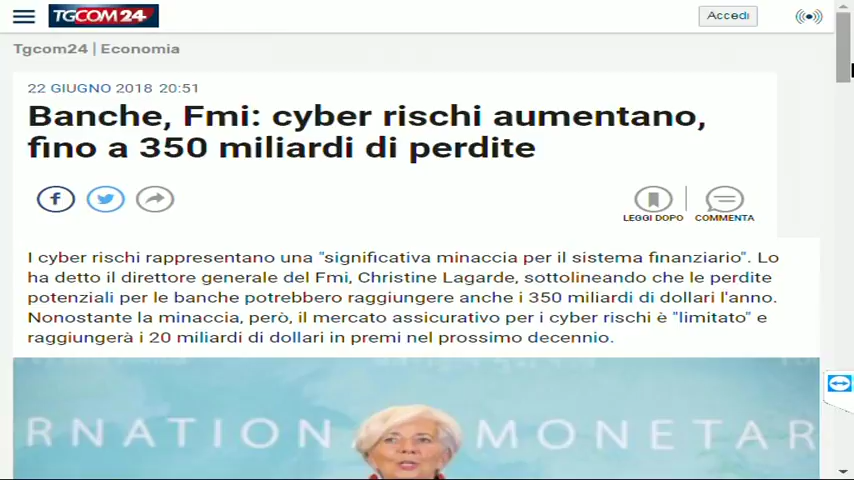 TGCOM24
Accedi
Tgcom24 | Economia
22 GIUGNO 2018 20:51
Banche, Fmi: cyber rischi aumentano,
fino a 350 miliardi di perdite
LEGGI DOPO
COMMENTA
I cyber rischi rappresentano una "significativa minaccia per il sistema finanziario". Lo
ha detto il direttore generale del Fmi, Christine Lagarde, sottolineando che le perdite
potenziali per le banche potrebbero raggiungere anche i 350 miliardi di dollari l'anno.
Nonostante la minaccia, però, il mercato assicurativo per i cyber rischi è "limitato" e
raggiungerà i 20 miliardi di dollari in premi nel prossimo decennio.
RNATION MONETAR